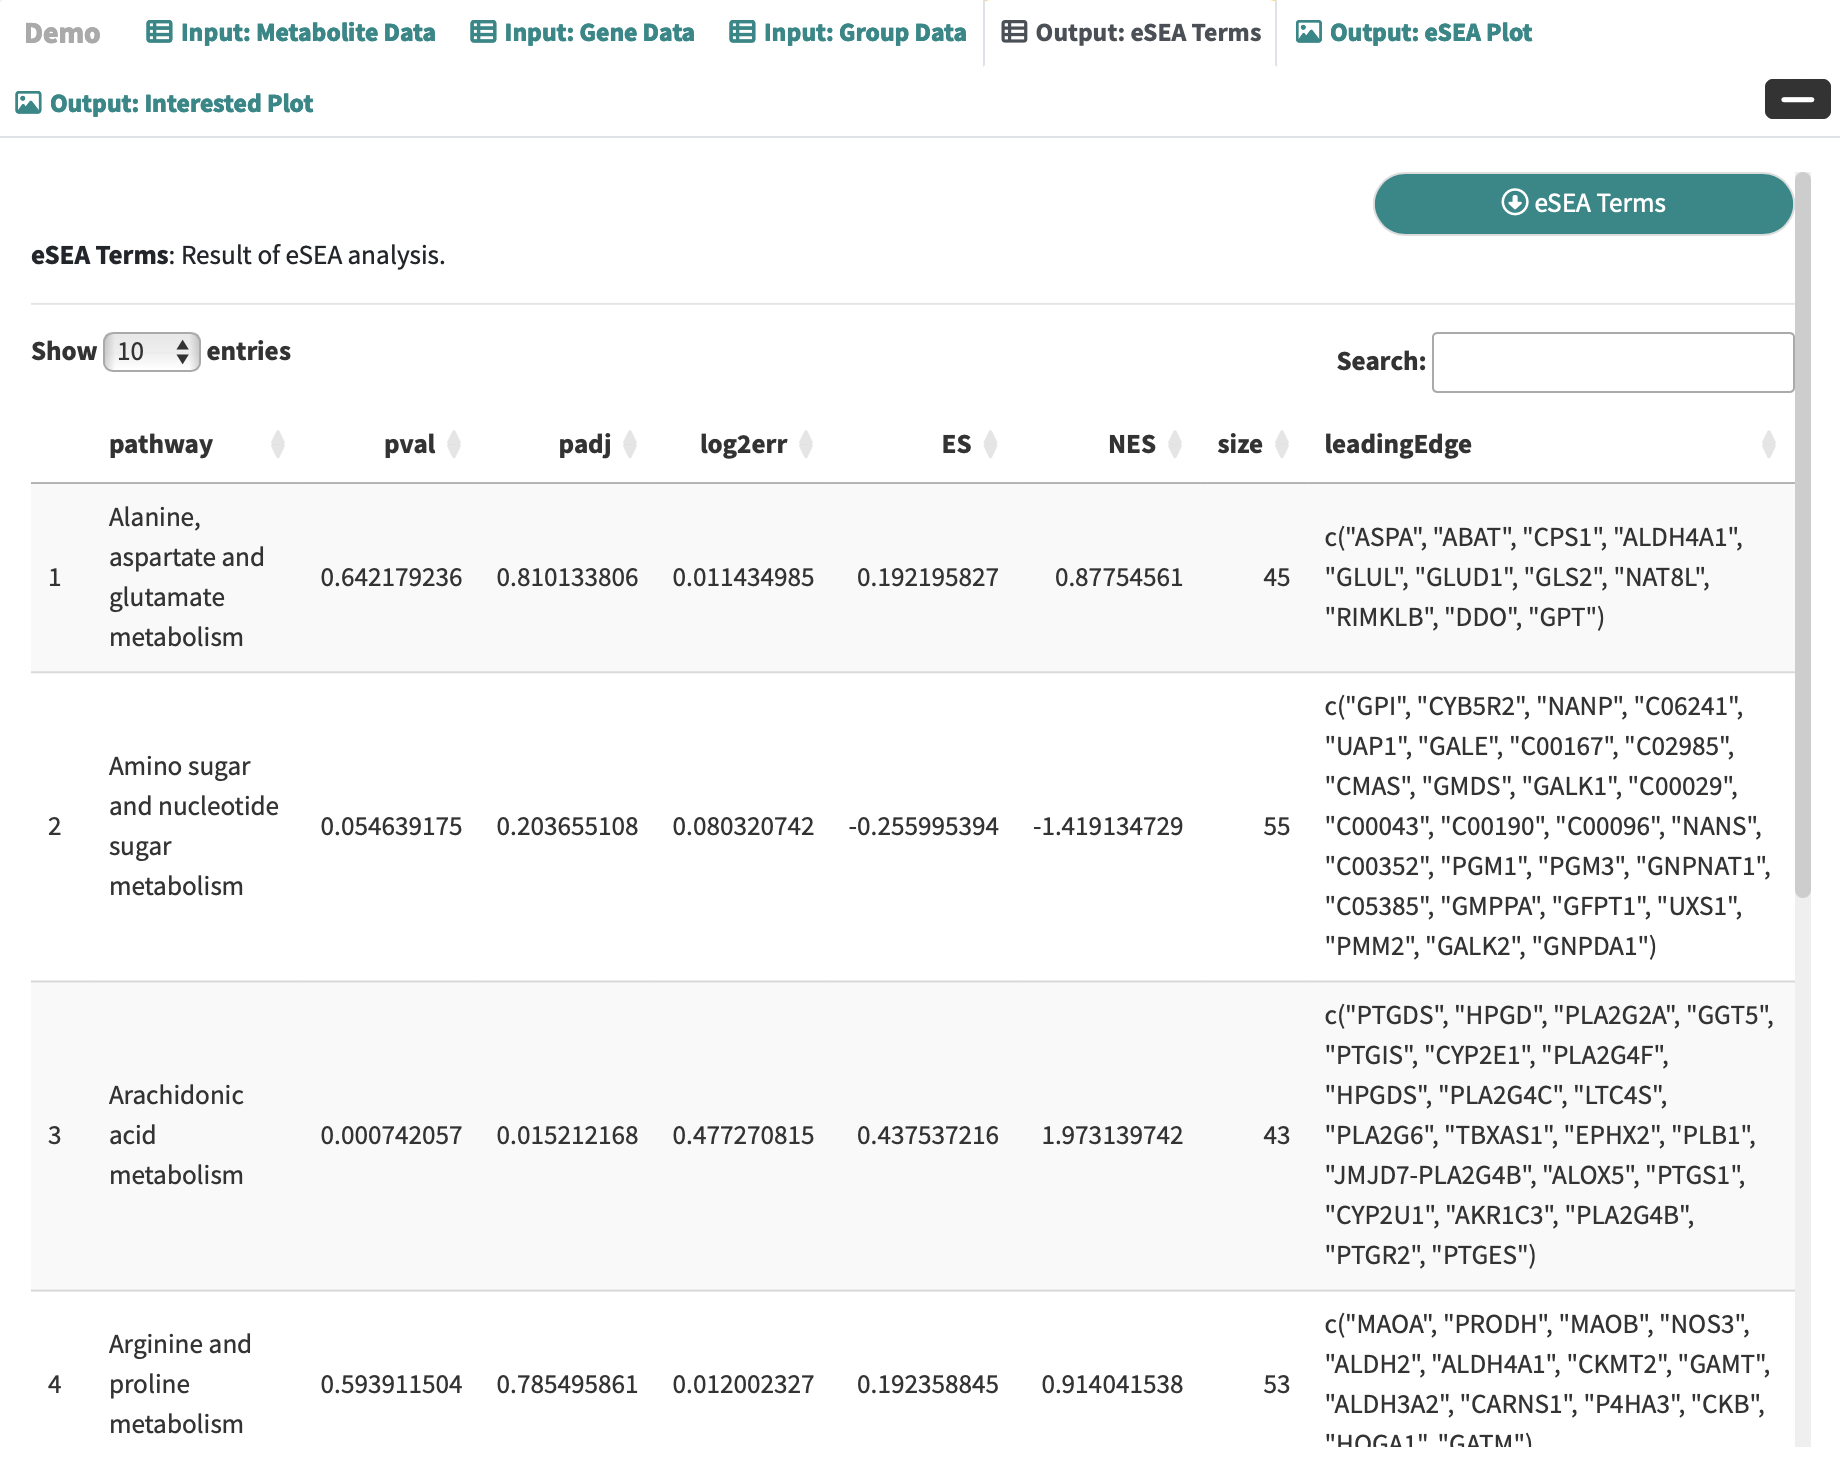 Demo Input: Metabolite Data Input: Gene Data Input: Group Data Output: eSEA Terms Output: eSEA Plot
Output: Interested Plot
eSEA Terms
eSEA Terms: Result of eSEA analysis.
Show 10 entries
Search:
pathway pval padj log2err ES NES size leadingEdge
1
Alanine,
aspartate and
glutamate
metabolism
0.642179236 0.810133806 0.011434985 0.192195827 0.87754561 45
c("ASPA", "ABAT", "CPS1", "ALDH4A1",
"GLUL", "GLUD1", "GLS2", "NAT8L",
"RIMKLB", "DDO", "GPT")
2
Amino sugar
and nucleotide
sugar
metabolism
0.054639175 0.203655108 0.080320742 -0.255995394 -1.419134729 55
c("GPI", "CYB5R2", "NANP", "C06241",
"UAP1", "GALE", "C00167", "C02985",
"CMAS", "GMDS", "GALK1", "C00029",
"C00043", "C00190", "C00096", "NANS",
"C00352", "PGM1", "PGM3", "GNPNAT1",
"C05385", "GMPPA", "GFPT1", "UXS1",
"PMM2", "GALK2", "GNPDA1")
3
Arachidonic
acid
metabolism
0.000742057 0.015212168 0.477270815 0.437537216 1.973139742 43
c("PTGDS", "HPGD", "PLA2G2A", "GGT5",
"PTGIS", "CYP2E1", "PLA2G4F",
"HPGDS", "PLA2G4C", "LTC4S",
"PLA2G6", "TBXAS1", "EPHX2", "PLB1",
"JMJD7-PLA2G4B", "ALOX5", "PTGS1",
"CYP2U1", "AKR1C3", "PLA2G4B",
"PTGR2", "PTGES")
4
Arginine and
proline
metabolism
0.593911504 0.785495861 0.012002327 0.192358845 0.914041538 53
c("MAOA", "PRODH", "MAOB", "NOS3",
"ALDH2", "ALDH4A1", "CKMT2", "GAMT",
"ALDH3A2", "CARNS1", "P4HA3", "CKB",
"HOGA1", "GATM")